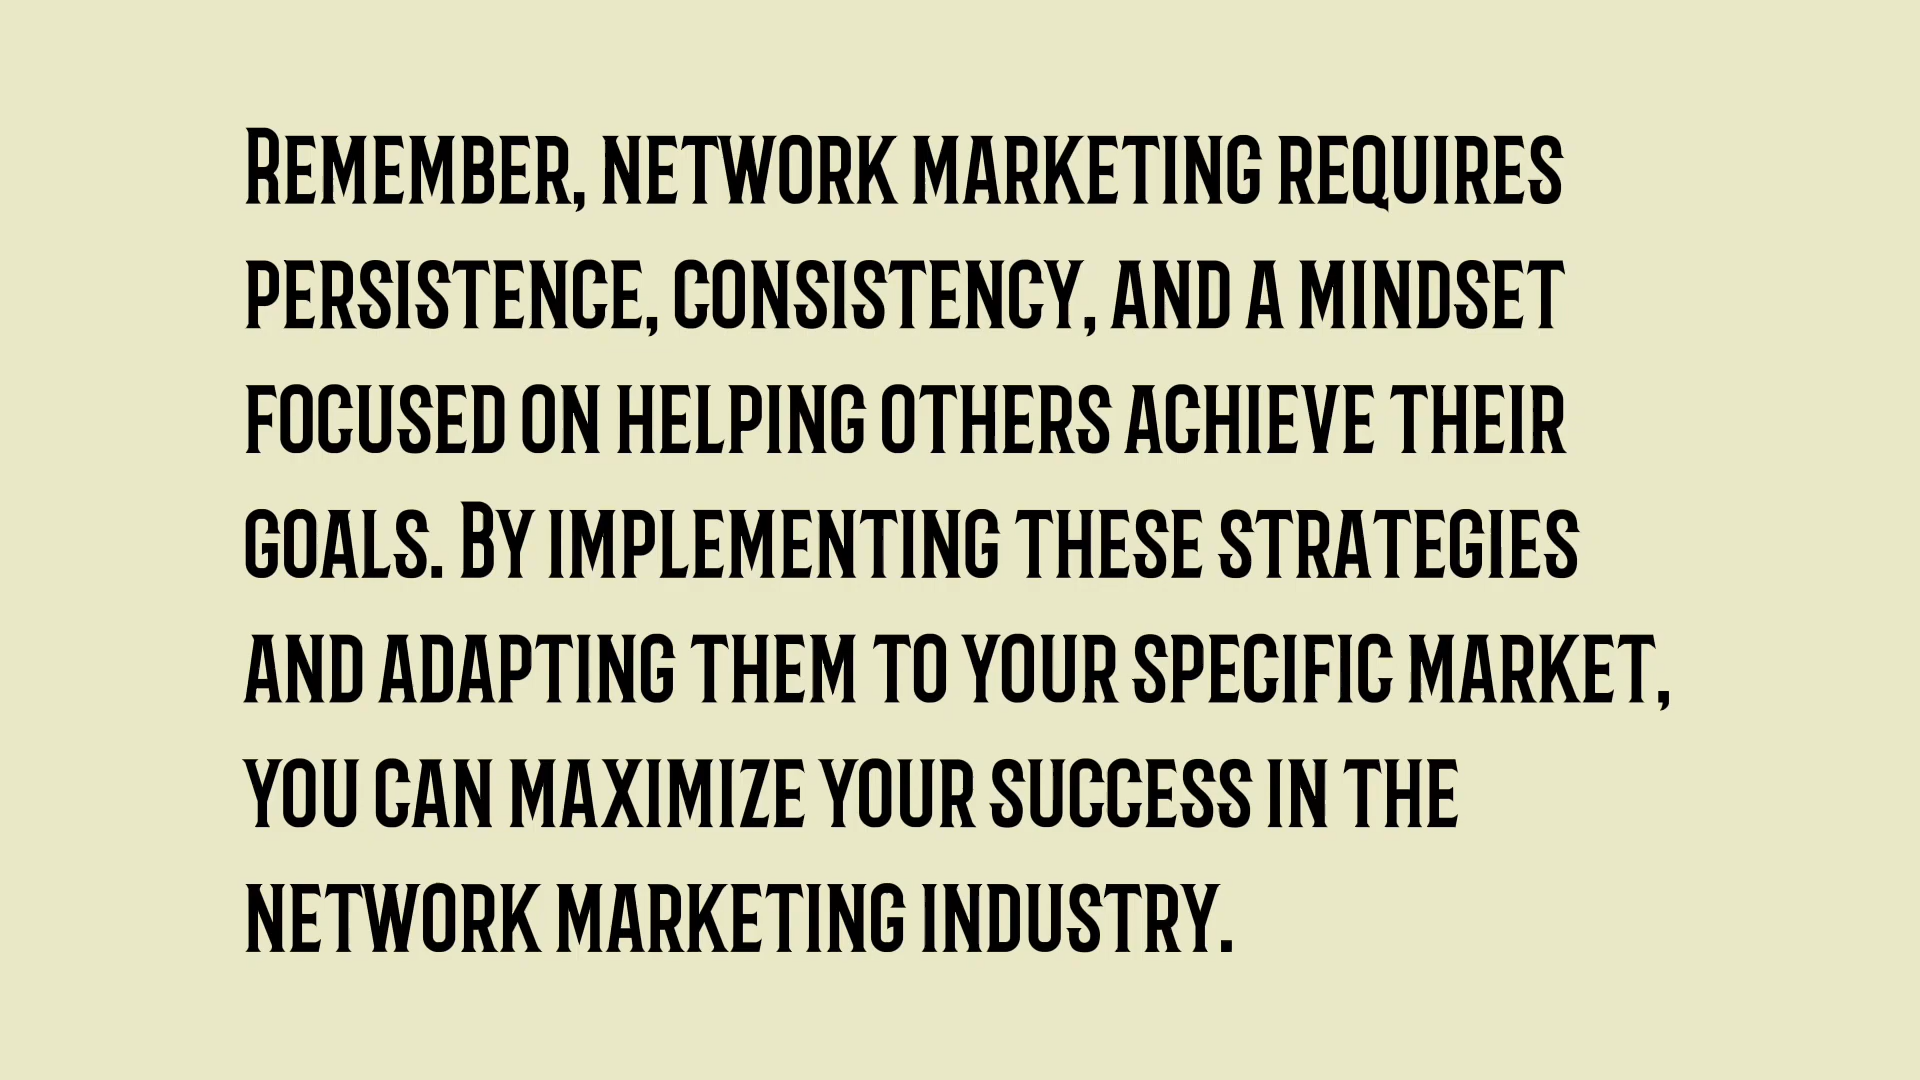 Remember, network marketing requires
persistence, consistency, and a mindset
focused on helping others achieve their
goals. By implementing these strategies
and adapting them to your specific market,
you can maximize your success in the
network marketing industry.